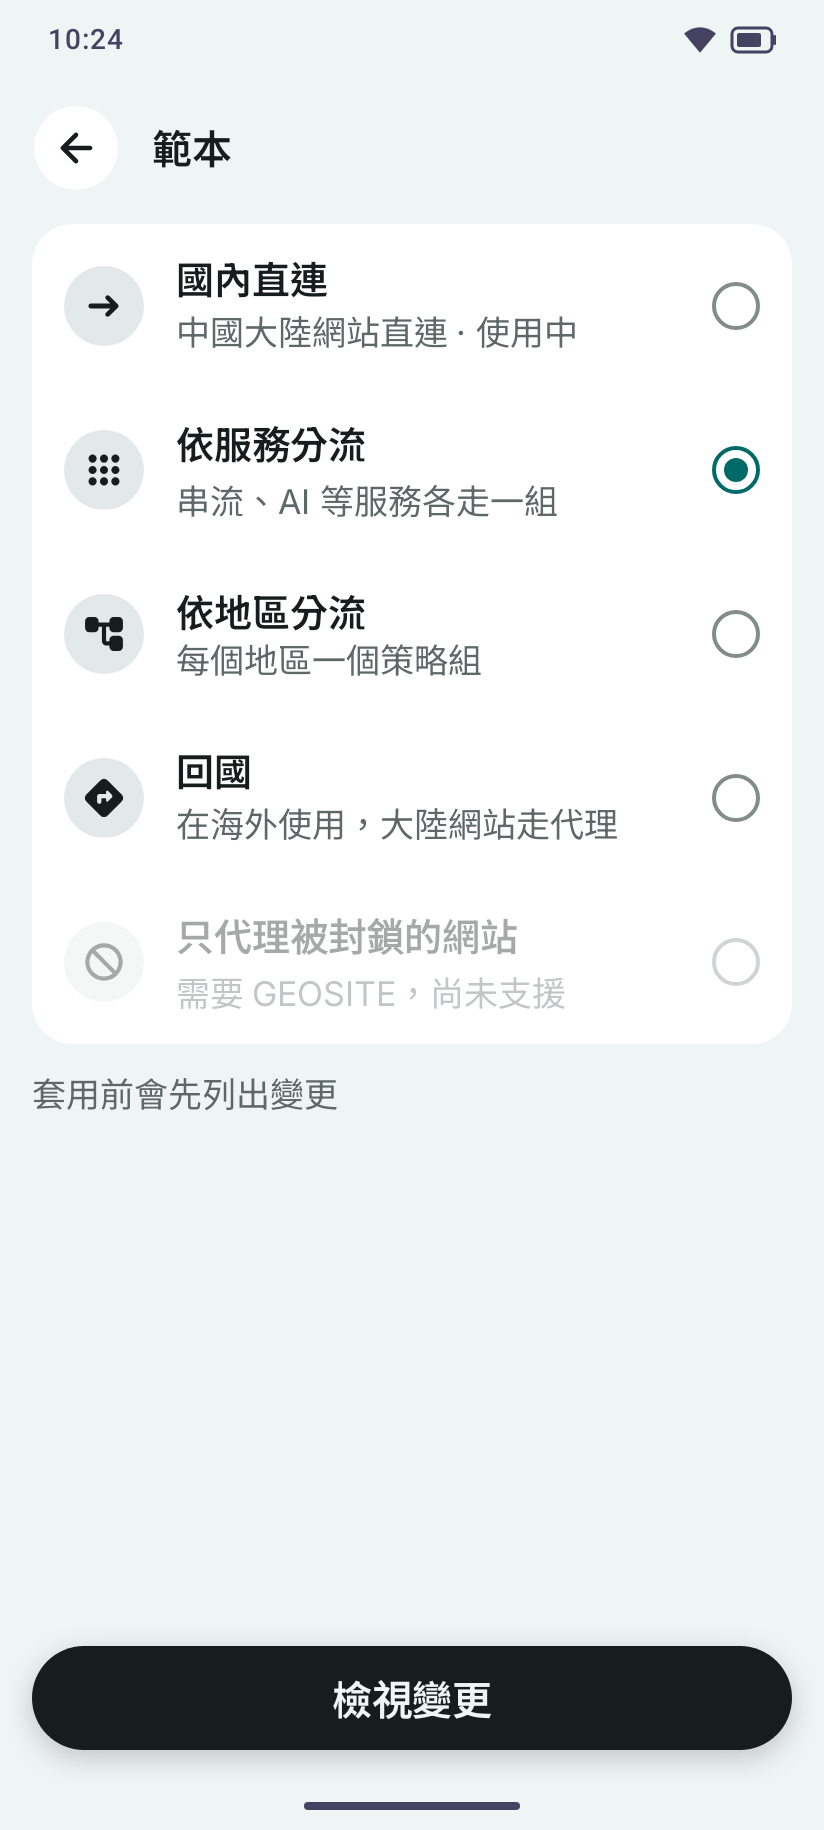 10:24
範本
國內直連
中國大陸網站直連 · 使用中
依服務分流
串流、AI 等服務各走一組
依地區分流
每個地區一個策略組
回國
在海外使用，大陸網站走代理
只代理被封鎖的網站
需要 GEOSITE，尚未支援
套用前會先列出變更
檢視變更